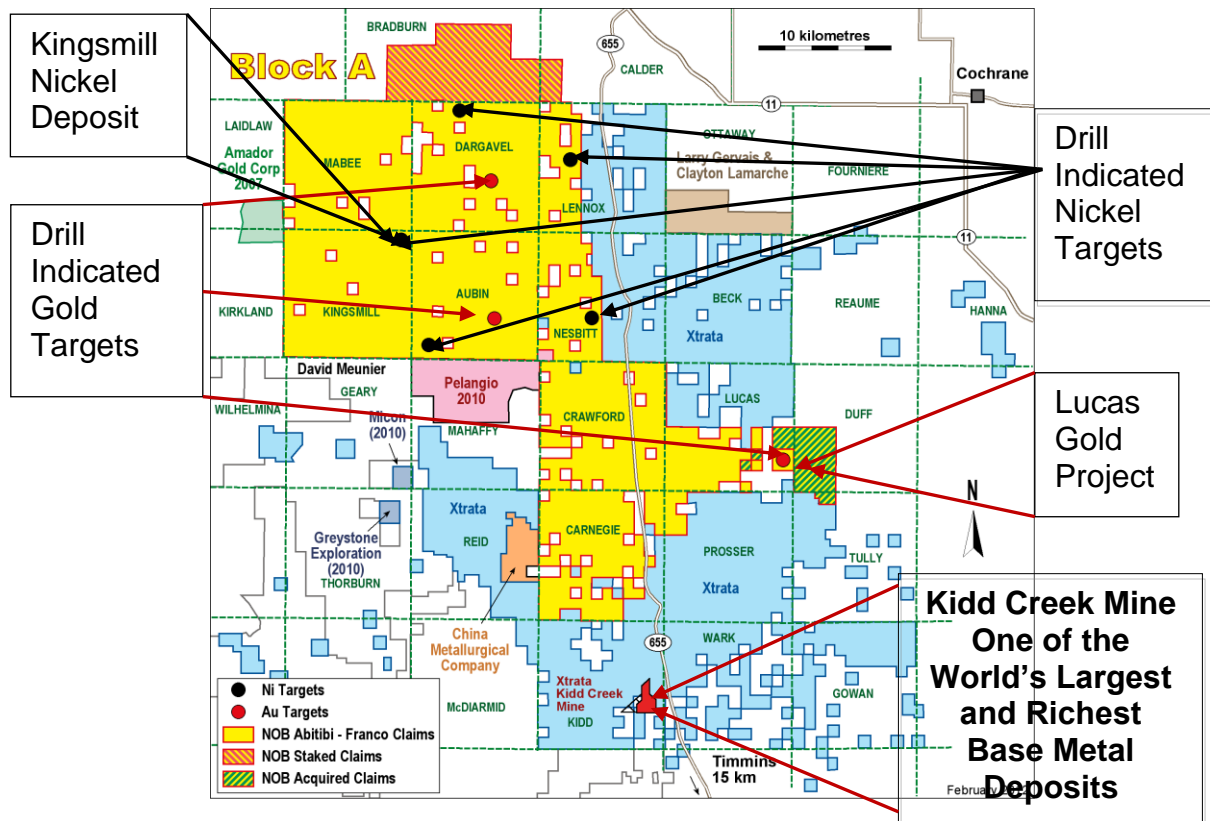 Kingsmill
Nickel
Deposit
Drill
Indicated
Gold
Targets
Drill
Indicated
Nickel
Targets
Lucas
Gold
Project
Kidd Creek Mine
One of the
World's Largest
and Richest
Base Metal
Deposits
Block A
BRADBURN
655
CALDER
10 kilometres
Cochrane
11
LAIDLAW
Amador
Gold Corp
2007
MABEE
DARGAVEL
OTTAWAY
Larry Gervais &
Clayton Lamarche
FOURNIERE
LENNOX
11
KIRKLAND
KINGSMILL
AUBIN
NESBITT
BECK
Xtrata
REAUME
HANNA
David Meunier
GEARY
WILHELMINA
Micon
(2010)
Pelangio
2010
MAHAFFY
CRAWFORD
LUCAS
DUFF
N
Xtrata
REID
Greystone
Exploration
(2010)
THORBURN
CARNEGIE
PROSSER
Xtrata
TULLY
China
Metallurgical
Company
655
WARK
Xtrata
Kidd Creek
Mine
KIDD
GOWAN
McDIARMID
Timmins
15 km
Ni Targets
Au Targets
NOB Abitibi - Franco Claims
NOB Staked Claims
NOB Acquired Claims
February